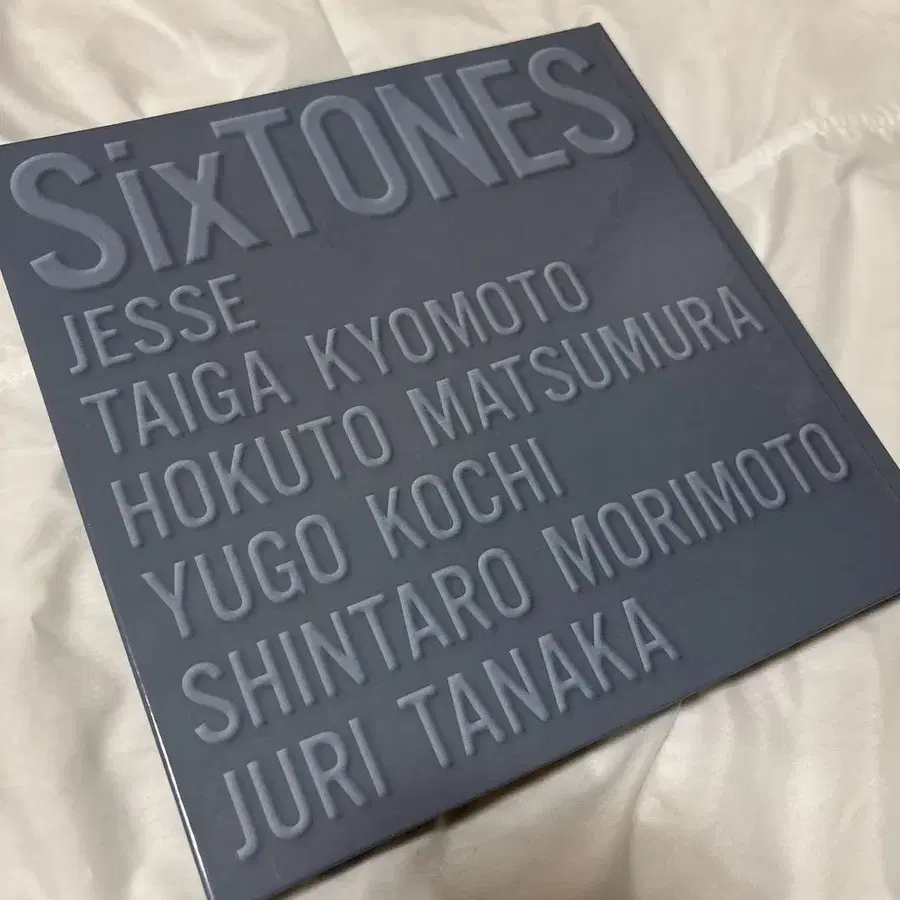 SixTONES
JESSE
TAIGA KYOMOTO
HOKUTO MATSUMURA
YUGO KOCHI
SHINTARO MORIMOTO
JURI TANAKA